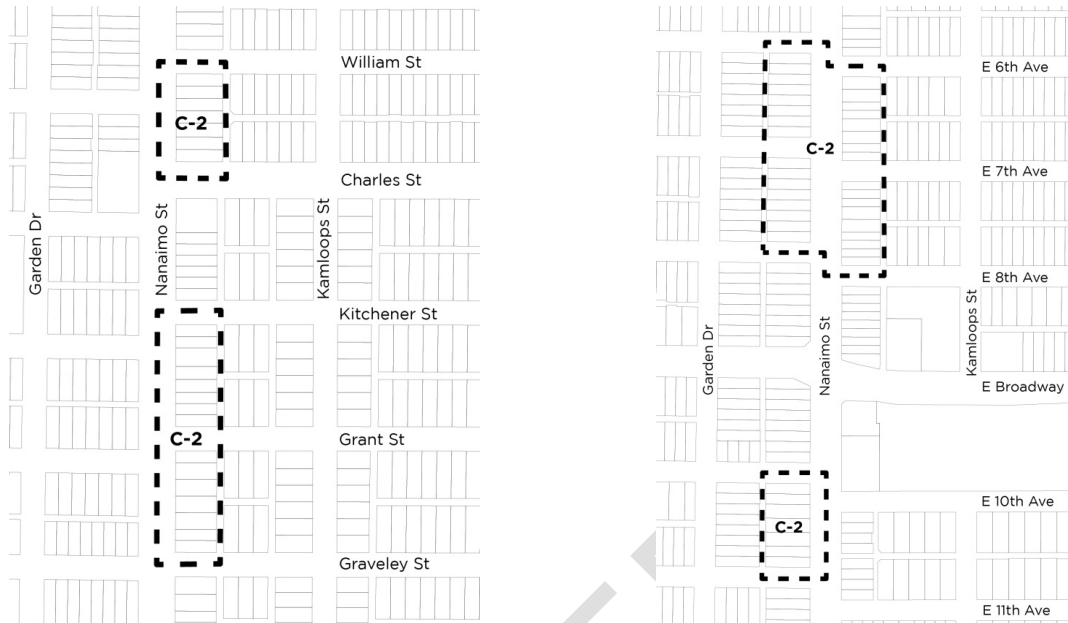 William St
C-2
Charles St
Garden Dr
Nanaimo St
Kamloops St
Kitchener St
C-2
Grant St
Graveley St
E 6th Ave
C-2
E 7th Ave
E 8th Ave
Garden Dr
Nanaimo St
Kamloops St
E Broadway
E 10th Ave
C-2
E 11th Ave